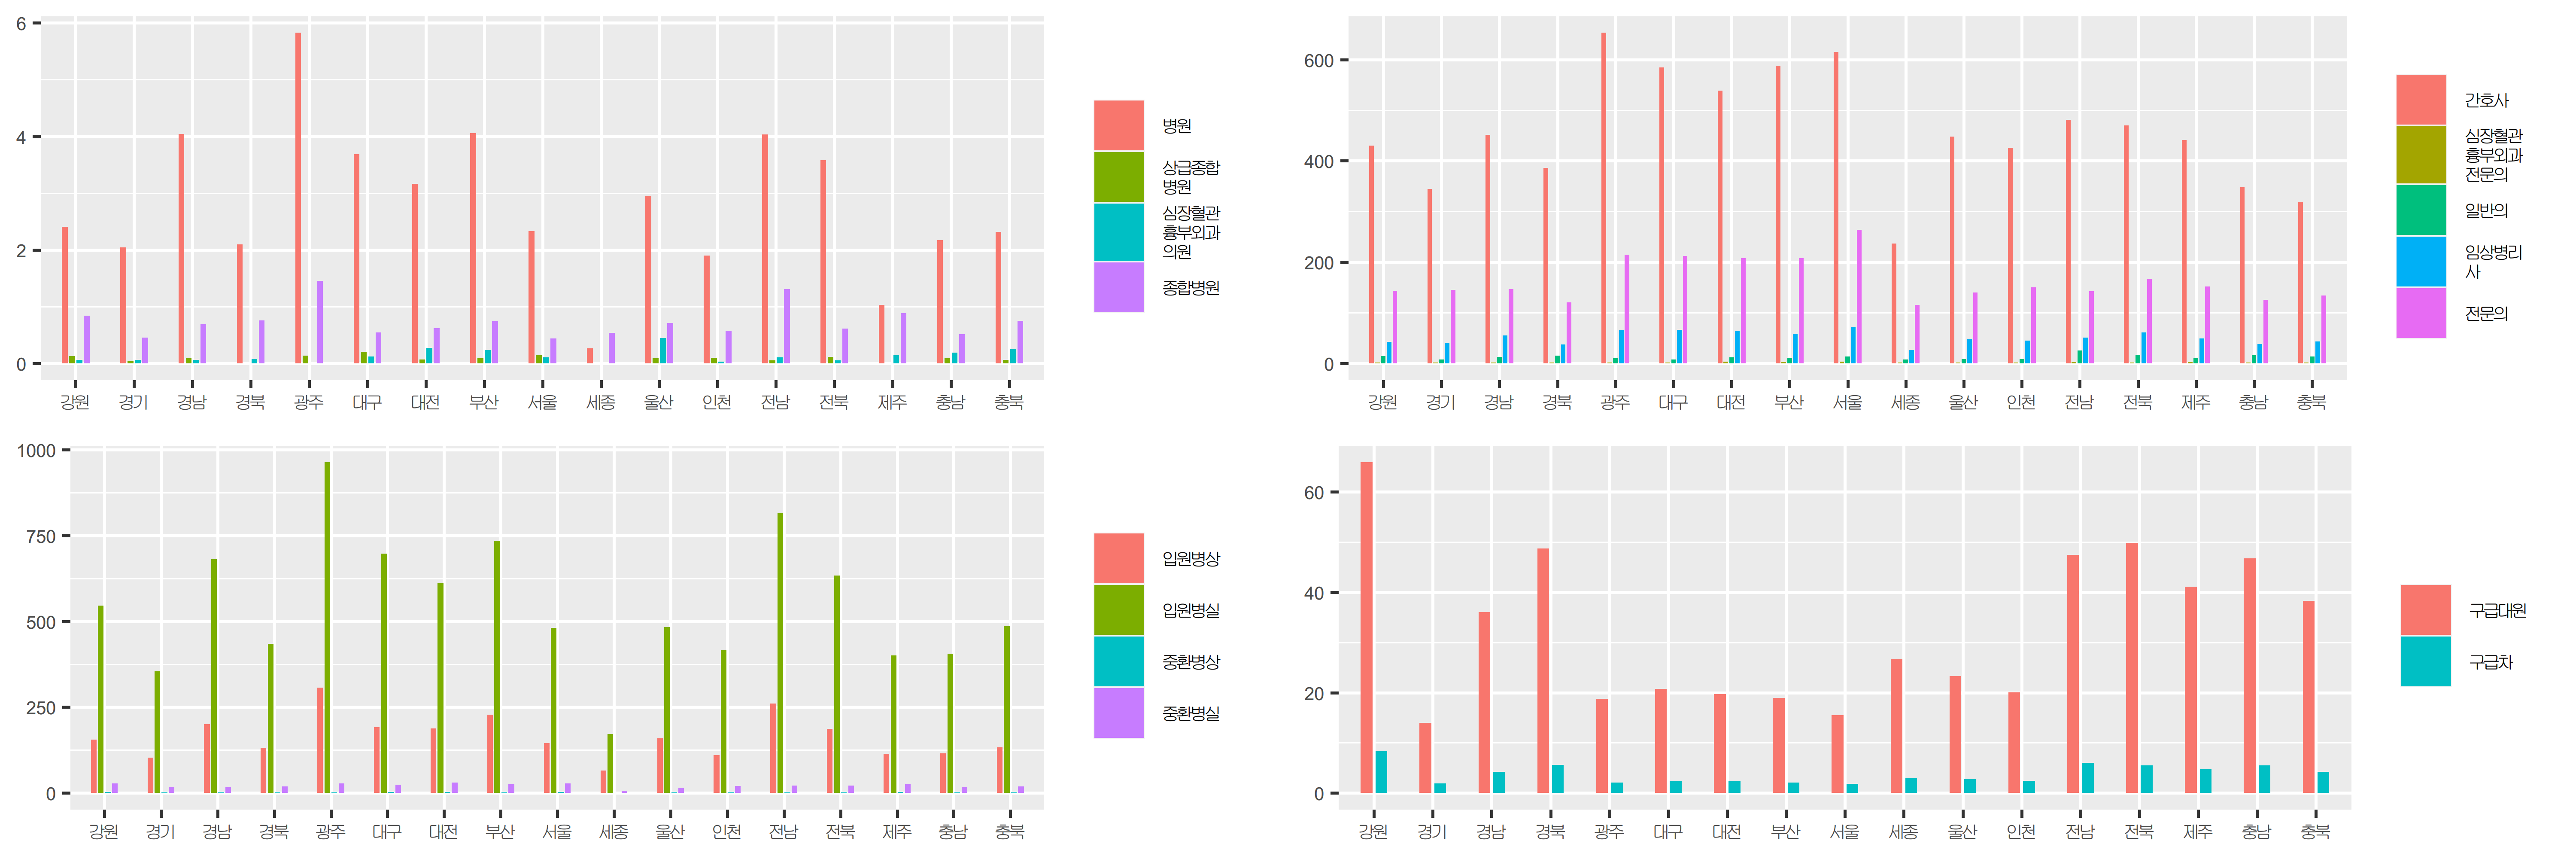 6
4
2
0
강원 경기 경남 경북 광주 대구 대전 부산 서울 세종 울산 인천 전남 전북 제주 충남 충북
병원
상급종합
병원
심장혈관
흉부외과
의원
종합병원
600
400
200
0
강원 경기 경남 경북 광주 대구 대전 부산 서울 세종 울산 인천 전남 전북 제주 충남 충북
간호사
심장혈관
흉부외과
전문의
일반의
임상병리
사
전문의
1000
750
500
250
0
강원 경기 경남 경북 광주 대구 대전 부산 서울 세종 울산 인천 전남 전북 제주 충남 충북
입원병상
입원병실
중환병상
중환병실
60
40
20
0
강원 경기 경남 경북 광주 대구 대전 부산 서울 세종 울산 인천 전남 전북 제주 충남 충북
구급대원
구급차